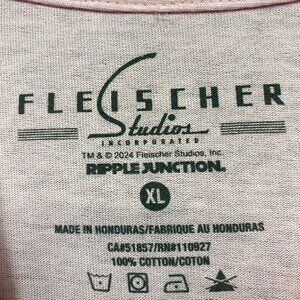 FLEISCHER
Studios
INCORPORATED
TM & © 2024 Fleischer Studios, Inc.
RIPPLE JUNCTION.
XL
MADE IN HONDURAS/FABRIQUE AU HONDURAS
CA#51857/RN#110927
100% COTTON/COTON